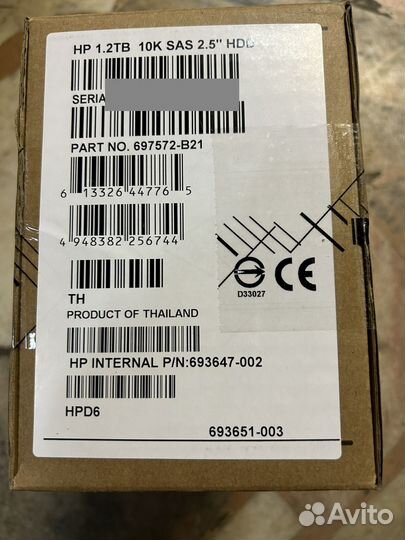 HP 1.2TB 10K SAS 2.5" HDD
SERIA
PART NO. 697572-B21
6 13326 44776 5
4 948382 256744
D33027
CE
TH
PRODUCT OF THAILAND
HP INTERNAL P/N:693647-002
HPD6
693651-003
Avito